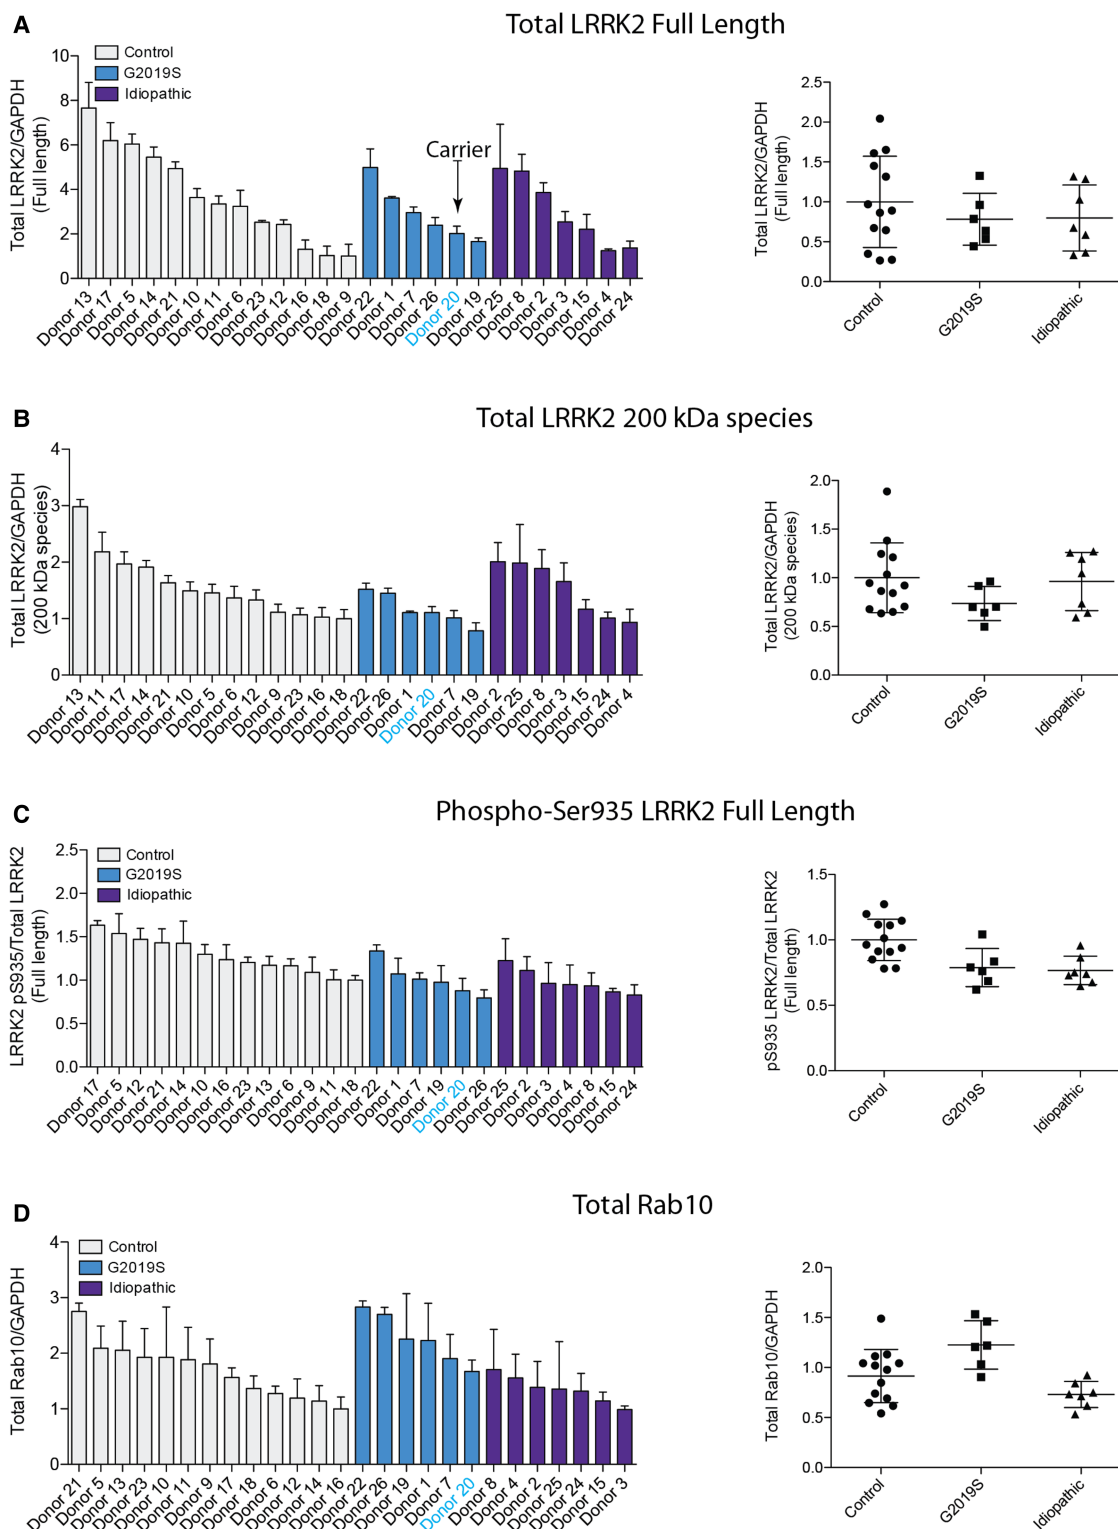 A
Total LRRK2 Full Length
Total LRRK2/GAPDH
(Full length)
10
8
6
4
2
0
Control
G2019S
Idiopathic
Carrier
Donor 13
Donor 17
Donor 5
Donor 14
Donor 21
Donor 10
Donor 11
Donor 6
Donor 23
Donor 12
Donor 16
Donor 18
Donor 9
Donor 22
Donor 1
Donor 7
Donor 26
Donor 20
Donor 19
Donor 25
Donor 8
Donor 2
Donor 3
Donor 15
Donor 4
Donor 24
Total LRRK2/GAPDH
(Full length)
2.5
2.0
1.5
1.0
0.5
0.0
Control
G2019S
Idiopathic
B
Total LRRK2 200 kDa species
Total LRRK2/GAPDH
(200 kDa species)
4
3
2
1
0
Donor 13
Donor 11
Donor 17
Donor 14
Donor 21
Donor 10
Donor 5
Donor 6
Donor 12
Donor 9
Donor 23
Donor 16
Donor 18
Donor 22
Donor 26
Donor 1
Donor 20
Donor 7
Donor 19
Donor 2
Donor 25
Donor 8
Donor 3
Donor 15
Donor 24
Donor 4
Total LRRK2/GAPDH
(200 kDa species)
2.0
1.5
1.0
0.5
0.0
Control
G2019S
Idiopathic
C
Phospho-Ser935 LRRK2 Full Length
LRRK2 pS935/Total LRRK2
(Full length)
2.5
2.0
1.5
1.0
0.5
0.0
Control
G2019S
Idiopathic
Donor 17
Donor 5
Donor 12
Donor 21
Donor 14
Donor 10
Donor 16
Donor 23
Donor 13
Donor 6
Donor 9
Donor 11
Donor 18
Donor 22
Donor 1
Donor 7
Donor 19
Donor 20
Donor 26
Donor 25
Donor 2
Donor 3
Donor 4
Donor 8
Donor 15
Donor 24
pS935 LRRK2/Total LRRK2
(Full length)
1.5
1.0
0.5
0.0
Control
G2019S
Idiopathic
D
Total Rab10
Total Rab10/GAPDH
4
3
2
1
0
Control
G2019S
Idiopathic
Donor 21
Donor 5
Donor 13
Donor 23
Donor 10
Donor 11
Donor 9
Donor 17
Donor 18
Donor 6
Donor 12
Donor 14
Donor 16
Donor 22
Donor 26
Donor 19
Donor 1
Donor 7
Donor 20
Donor 8
Donor 4
Donor 2
Donor 25
Donor 24
Donor 15
Donor 3
Total Rab10/GAPDH
2.0
1.5
1.0
0.5
0.0
Control
G2019S
Idiopathic